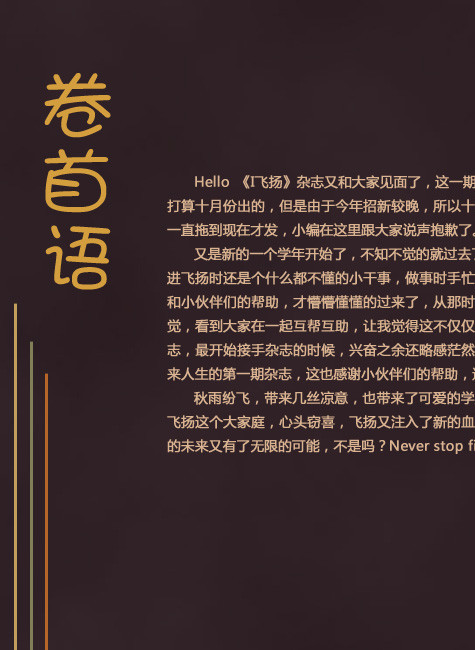 卷首语
Hello 《I飞扬》杂志又和大家见面了，这一期
打算十月份出的，但是由于今年招新较晚，所以十
一直拖到现在才发，小编在这里跟大家说声抱歉了。
又是新的一个学年开始了，不知不觉的就过去了
进飞扬时还是个什么都不懂的小干事，做事时手忙
和小伙伴们的帮助，才懵懵懂懂的过来了，从那时
觉，看到大家在一起互帮互助，让我觉得这不仅仅
志，最开始接手杂志的时候，兴奋之余还略感茫然
来人生的第一期杂志，这也感谢小伙伴们的帮助，
秋雨纷飞，带来几丝凉意，也带来了可爱的学
飞扬这个大家庭，心头窃喜，飞扬又注入了新的血
的未来又有了无限的可能，不是吗？Never stop fi